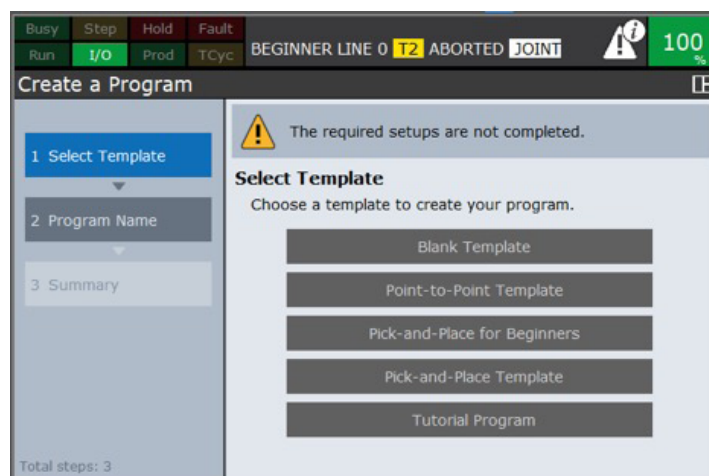 Busy Step Hold Fault
Run I/O Prod TCyc
BEGINNER LINE 0 T2 ABORTED JOINT
100
%
Create a Program
1 Select Template
2 Program Name
3 Summary
Total steps: 3
The required setups are not completed.
Select Template
Choose a template to create your program.
Blank Template
Point-to-Point Template
Pick-and-Place for Beginners
Pick-and-Place Template
Tutorial Program